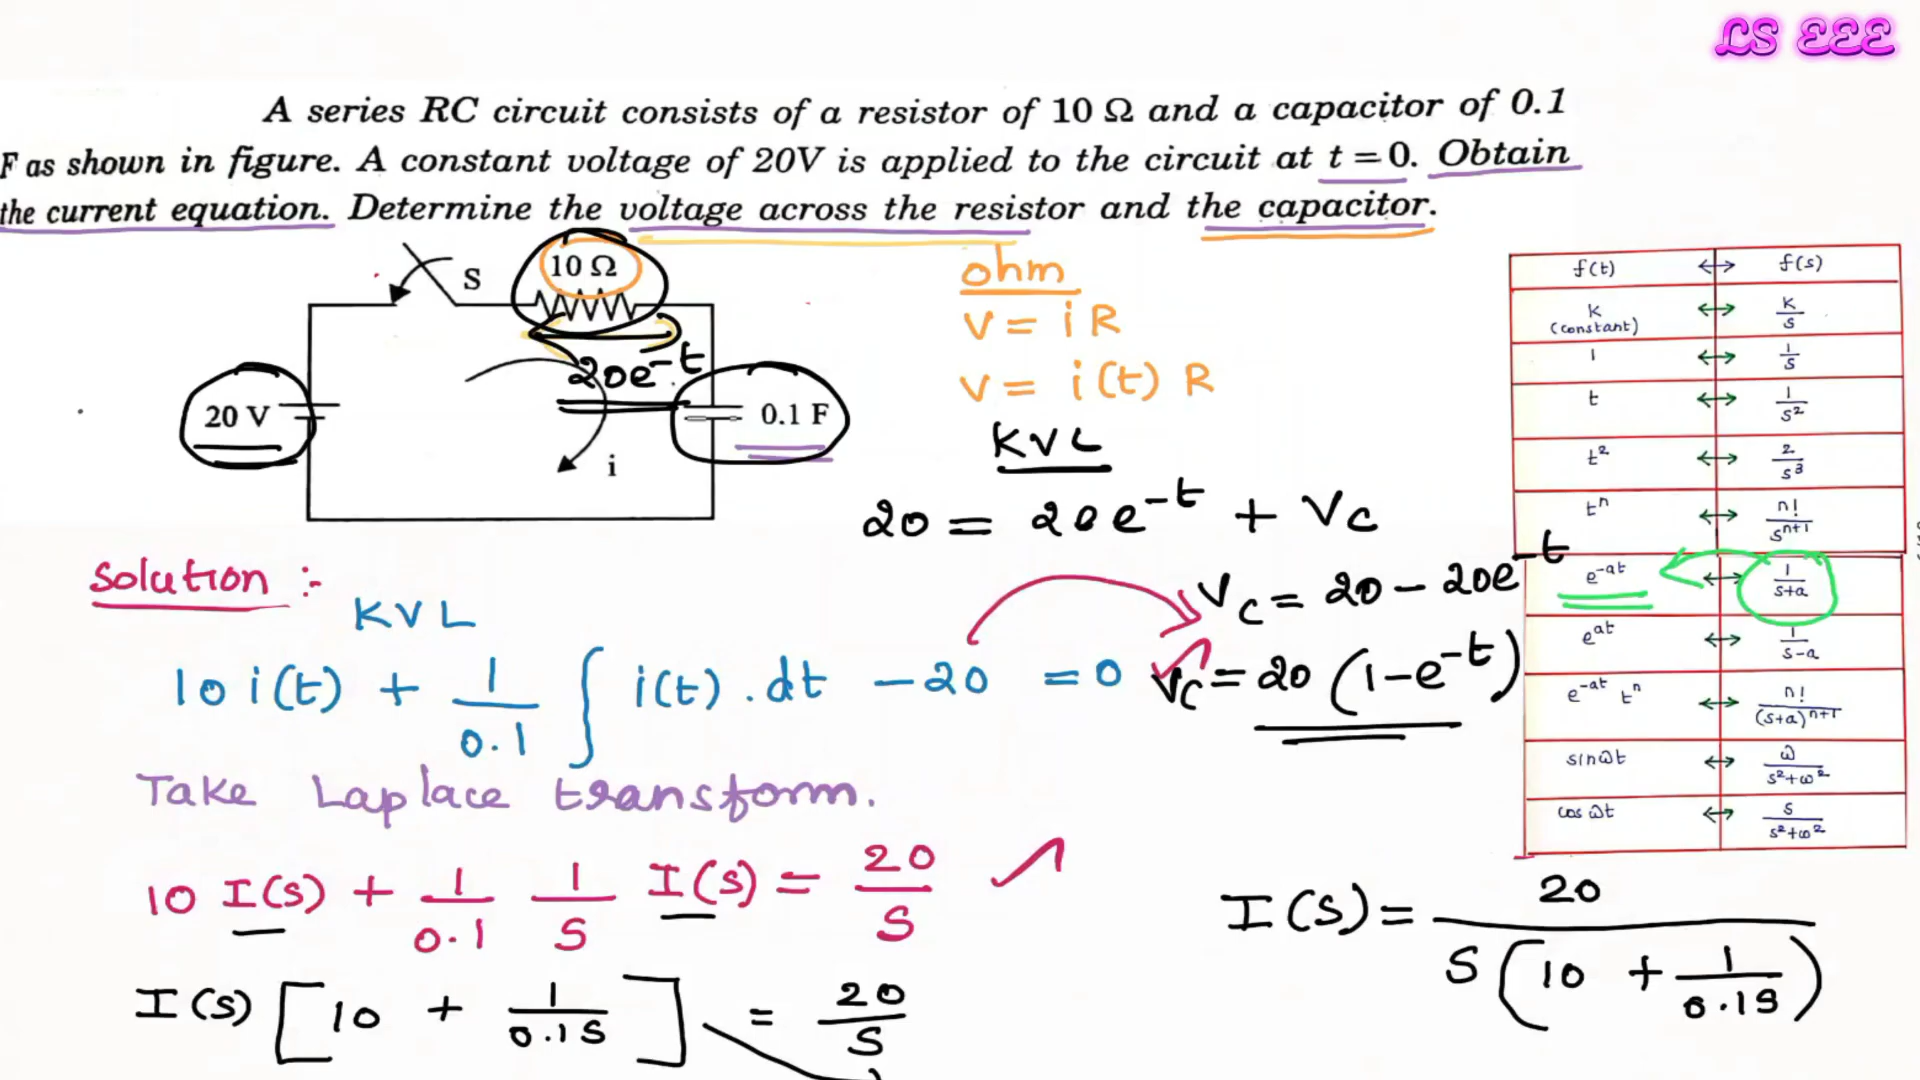 LS EEE
A series RC circuit consists of a resistor of 10 Ω and a capacitor of 0.1
F as shown in figure. A constant voltage of 20V is applied to the circuit at t = 0. Obtain
the current equation. Determine the voltage across the resistor and the capacitor.
S
10 Ω
20e^-t
20 V
0.1 F
i
ohm
V = i R
V = i(t) R
KVL
20 = 20e^-t + Vc
Vc = 20 - 20e^-t
Vc = 20 (1-e^-t)
f(t) ↔ f(s)
K (constant) ↔ K/s
1 ↔ 1/s
t ↔ 1/s²
t² ↔ 2/s³
tⁿ ↔ n!/s^n+1
e^-at ↔ 1/s+a
e^at ↔ 1/s-a
e^-at tⁿ ↔ n!/(s+a)^n+1
sinωt ↔ ω/s²+ω²
cos ωt ↔ s/s²+ω²
Solution :-
KVL
10 i(t) + 1/0.1 ∫ i(t) . dt - 20 = 0
Take Laplace transform.
10 I(s) + 1/0.1 1/s I(s) = 20/s
I(s) [10 + 1/0.1s] = 20/s
I(s) = 20/s(10 + 1/0.1s)